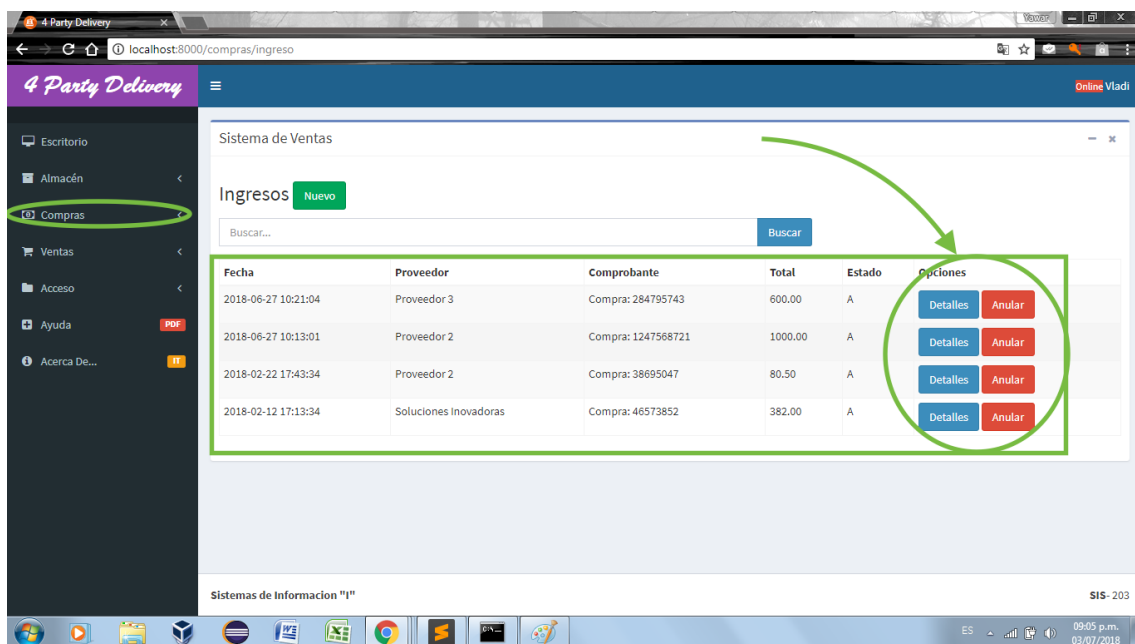 4 Party Delivery
Yawar
localhost:8000/compras/ingreso
4 Party Delivery
Online Vladi
Escritorio
Almacén
Compras
Ventas
Acceso
Ayuda PDF
Acerca De... IT
Sistema de Ventas
Ingresos Nuevo
Buscar... Buscar
Fecha Proveedor Comprobante Total Estado Opciones
2018-06-27 10:21:04 Proveedor 3 Compra: 284795743 600.00 A Detalles Anular
2018-06-27 10:13:01 Proveedor 2 Compra: 1247568721 1000.00 A Detalles Anular
2018-02-22 17:43:34 Proveedor 2 Compra: 38695047 80.50 A Detalles Anular
2018-02-12 17:13:34 Soluciones Inovadoras Compra: 46573852 382.00 A Detalles Anular
Sistemas de Informacion "I" SIS- 203
ES 09:05 p.m.
03/07/2018